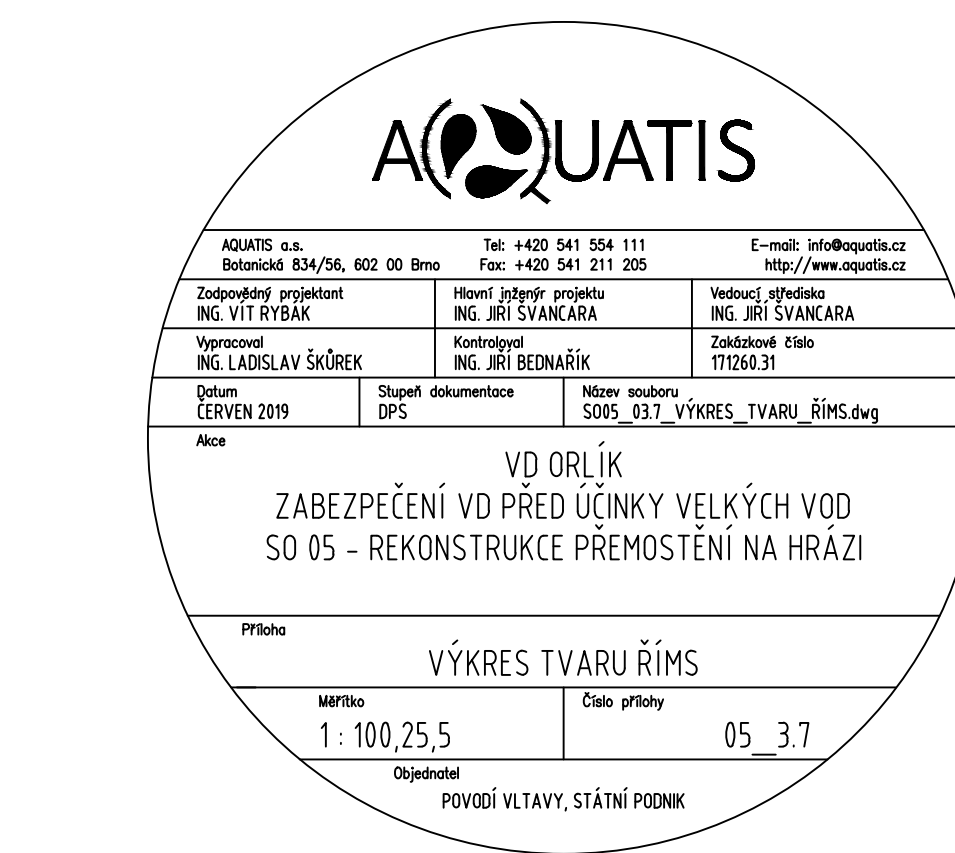 AQUATIS
AQUATIS a.s. Tel: +420 541 554 111 E-mail: info@aquatis.cz
Botanická 834/56, 602 00 Brno Fax: +420 541 211 205 http://www.aquatis.cz
Zodpovědný projektant Hlavní inženýr projektu Vedoucí střediska
ING. VÍT RYBÁK ING. JIŘÍ ŠVANCARA ING. JIŘÍ ŠVANCARA
Vypracoval Kontroloval Zakázkové číslo
ING. LADISLAV ŠKŮREK ING. JIŘÍ BEDNAŘÍK 171260.31
Datum Stupeň dokumentace Název souboru
ČERVEN 2019 DPS SO05_03.7_VÝKRES_TVARU_ŘÍMS.dwg
Akce
VD ORLÍK
ZABEZPEČENÍ VD PŘED ÚČINKY VELKÝCH VOD
SO 05 - REKONSTRUKCE PŘEMOSTĚNÍ NA HRÁZI
Příloha
VÝKRES TVARU ŘÍMS
Měřítko Číslo přílohy
1 : 100,25,5 05_3.7
Objednatel
POVODÍ VLTAVY, STÁTNÍ PODNIK